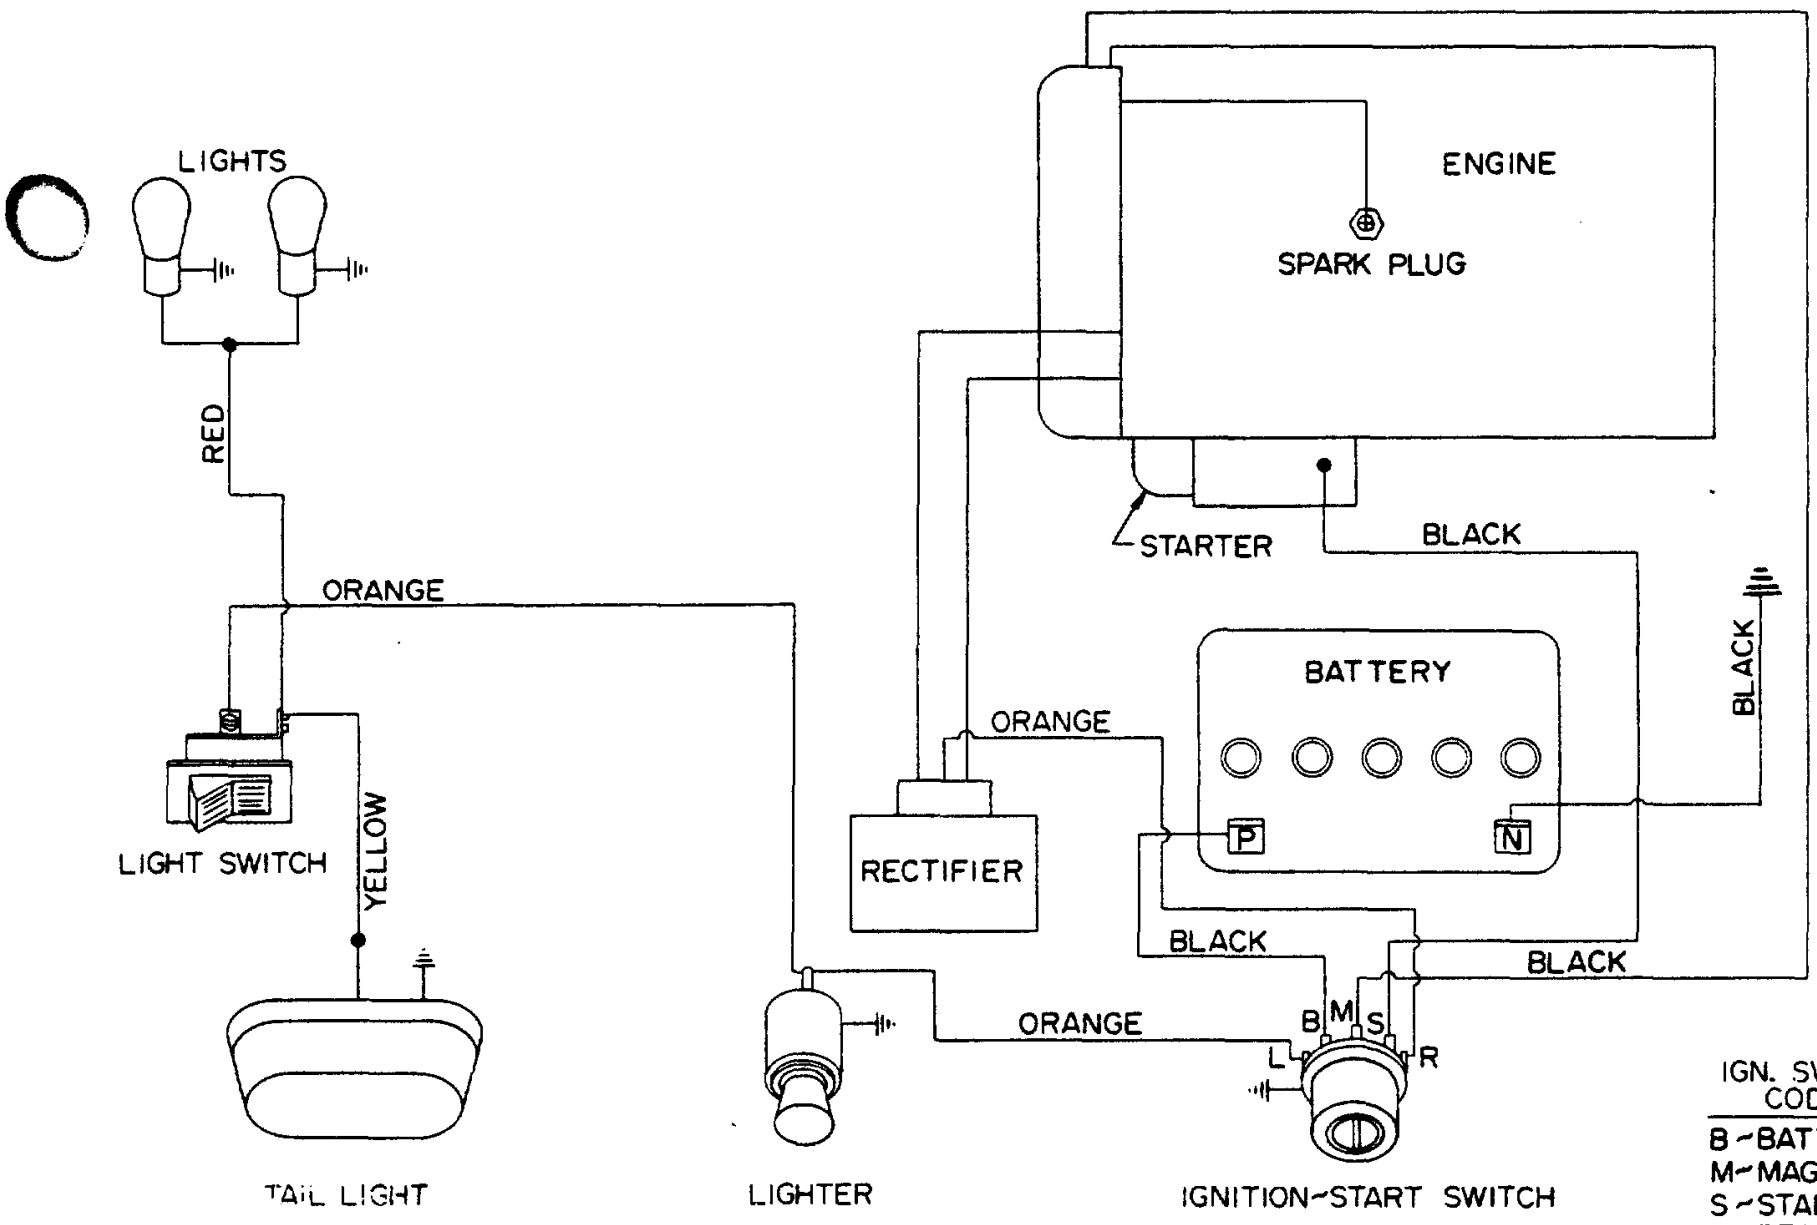 LIGHTS
ENGINE
SPARK PLUG
RED
STARTER
BLACK
ORANGE
BATTERY
BLACK
ORANGE
YELLOW
P
N
LIGHT SWITCH
RECTIFIER
BLACK
BLACK
ORANGE
B
M
S
L
R
IGN.
B~
M~
S~
TAIL LIGHT
LIGHTER
IGNITION~START SWITCH